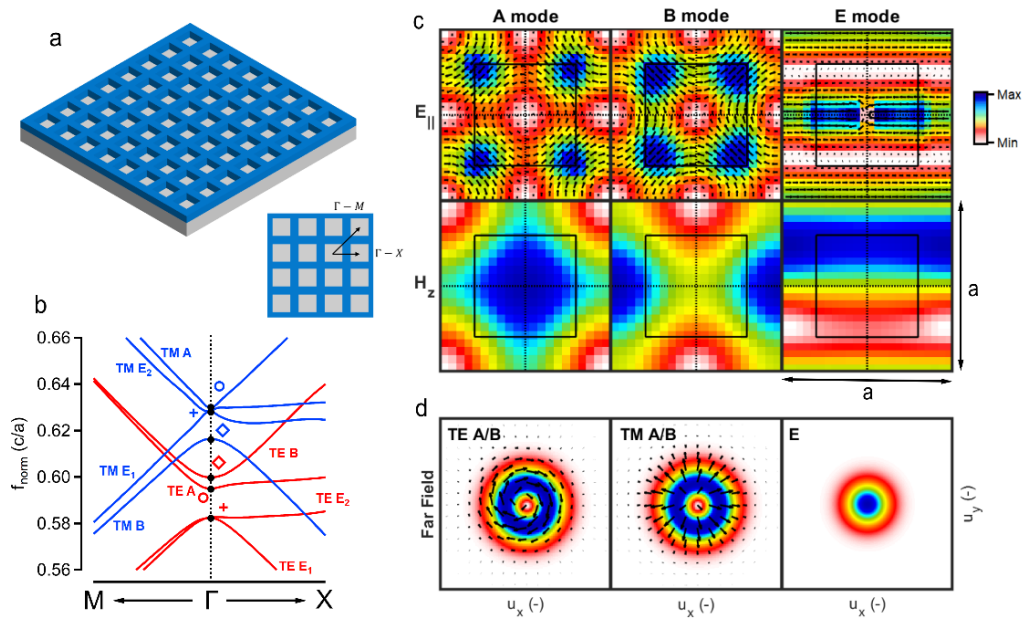 a
Γ − M
Γ − X
b
0.66
0.64
0.62
0.60
0.58
0.56
f_norm (c/a)
TM A
TM E₂
TM E₁
TM B
TE B
TE A
TE E₂
TE E₁
M
Γ
X
c
A mode
B mode
E mode
E_||
H_z
Max
Min
a
a
d
TE A/B
TM A/B
E
Far Field
u_y (-)
u_x (-)
u_x (-)
u_x (-)